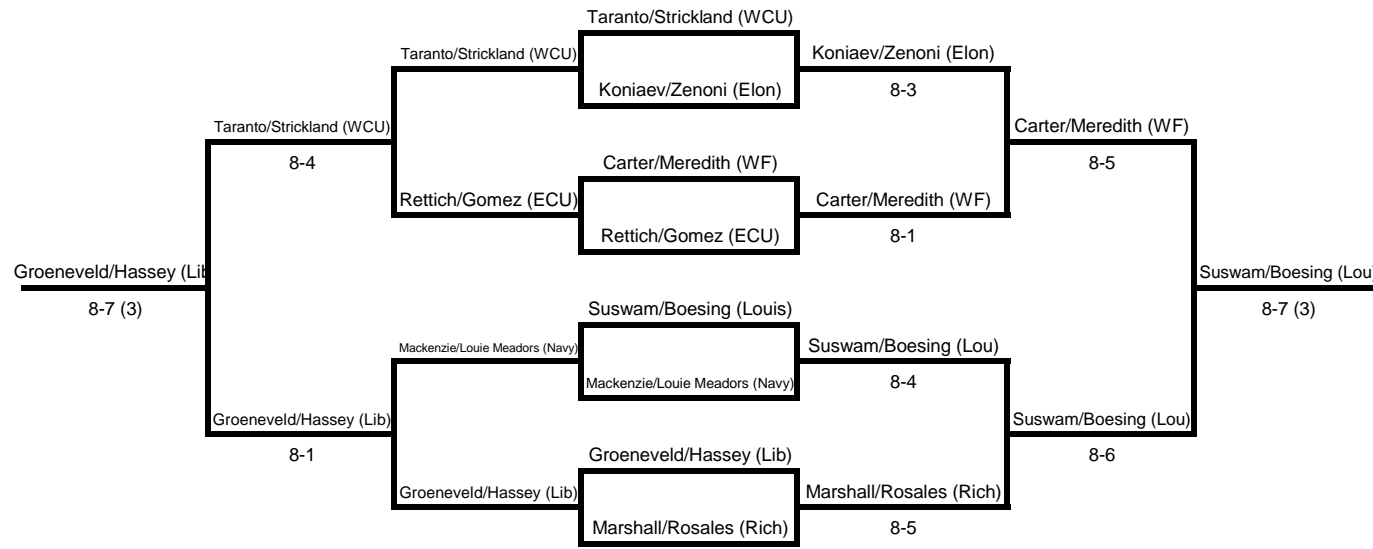 Taranto/Strickland (WCU)
Taranto/Strickland (WCU)
Koniaev/Zenoni (Elon)
Koniaev/Zenoni (Elon)
8-3
Taranto/Strickland (WCU)
Carter/Meredith (WF)
8-4
Carter/Meredith (WF)
8-5
Rettich/Gomez (ECU)
Carter/Meredith (WF)
Rettich/Gomez (ECU)
8-1
Groeneveld/Hassey (Lib
Suswam/Boesing (Lou)
8-7 (3)
Suswam/Boesing (Louis)
8-7 (3)
Mackenzie/Louie Meadors (Navy)
Suswam/Boesing (Lou)
Mackenzie/Louie Meadors (Navy)
8-4
Groeneveld/Hassey (Lib)
Suswam/Boesing (Lou)
8-1
Groeneveld/Hassey (Lib)
8-6
Groeneveld/Hassey (Lib)
Marshall/Rosales (Rich)
Marshall/Rosales (Rich)
8-5